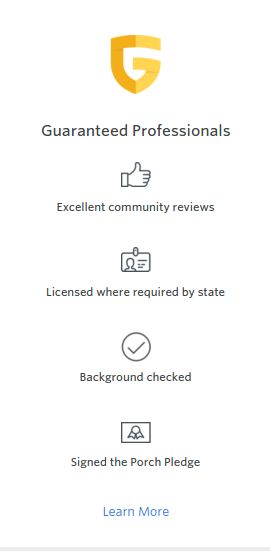 Guaranteed Professionals
Excellent community reviews
Licensed where required by state
Background checked
Signed the Porch Pledge
Learn More